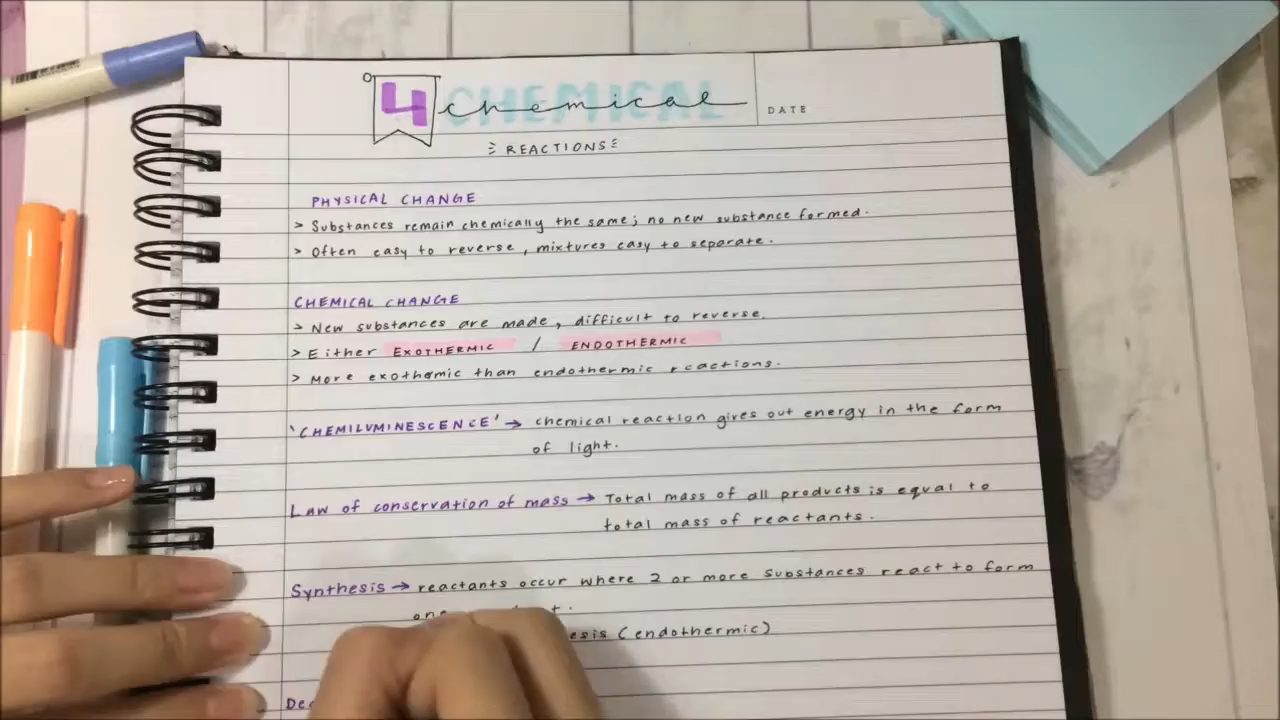 4 chemical
CHEMICAL
DATE
REACTIONS
PHYSICAL CHANGE
> Substances remain chemically the same; no new substance formed.
> Often easy to reverse, mixtures easy to separate.
CHEMICAL CHANGE
> New substances are made, difficult to reverse.
> Either EXOTHERMIC / ENDOTHERMIC
> More exothermic than endothermic reactions.
'CHEMILUMINESCENCE' → chemical reaction gives out energy in the form
of light.
Law of conservation of mass → Total mass of all products is equal to
total mass of reactants.
Synthesis → reactants occur where 2 or more substances react to form
one
(endothermic)